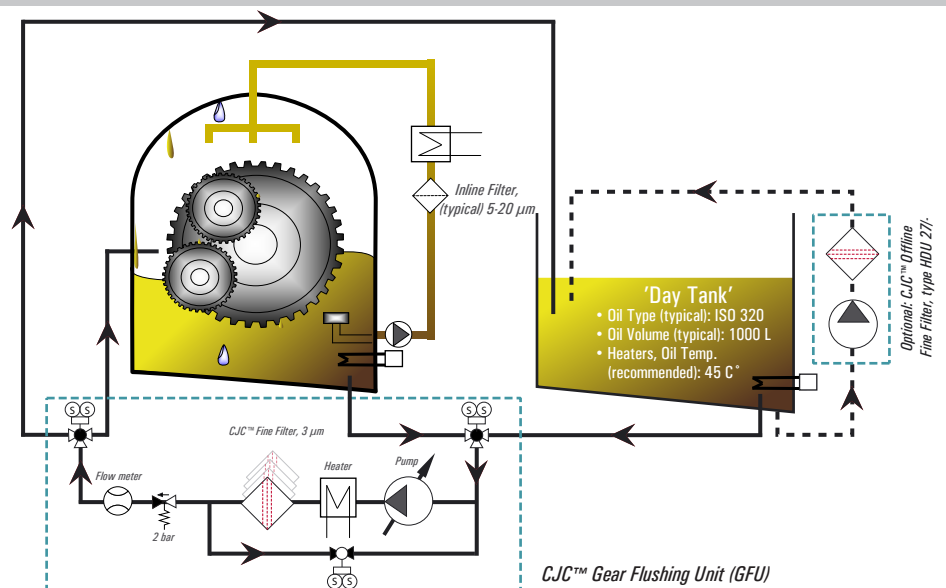 Inline Filter,
(typical) 5-20 µm
'Day Tank'
• Oil Type (typical): ISO 320
• Oil Volume (typical): 1000 L
• Heaters, Oil Temp.
(recommended): 45 C°
Optional: CJC™ Offline
Fine Filter, type HDU 27/-
S S
S S
CJC™ Fine Filter, 3 µm
Flow meter
Heater
Pump
2 bar
S S
CJC™ Gear Flushing Unit (GFU)